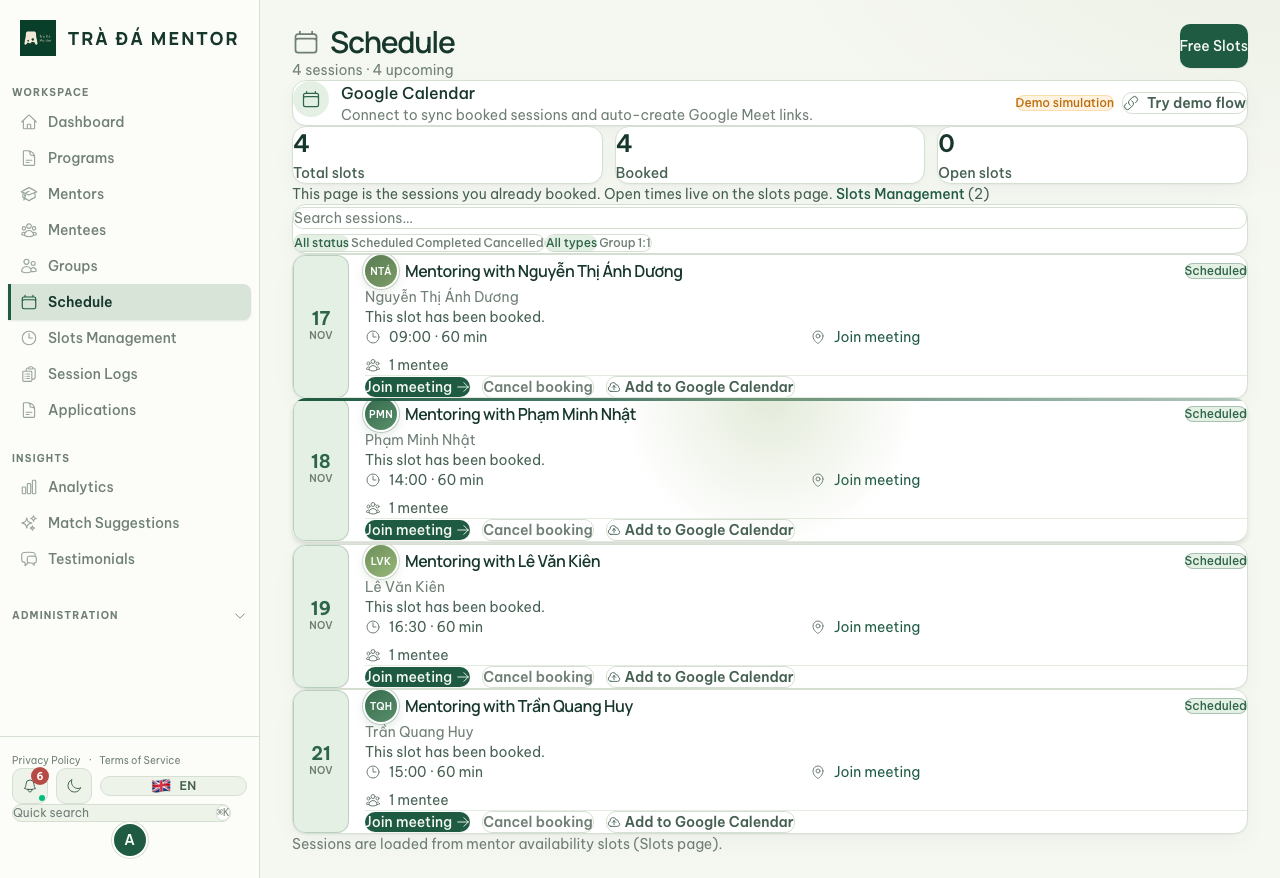 TRÀ ĐÁ MENTOR
WORKSPACE
Dashboard
Programs
Mentors
Mentees
Groups
Schedule
Slots Management
Session Logs
Applications
INSIGHTS
Analytics
Match Suggestions
Testimonials
ADMINISTRATION
Privacy Policy · Terms of Service
6
EN
Quick search ⌘K
A
Schedule
4 sessions · 4 upcoming
Free Slots
Google Calendar
Connect to sync booked sessions and auto-create Google Meet links.
Demo simulation
Try demo flow
4
Total slots
4
Booked
0
Open slots
This page is the sessions you already booked. Open times live on the slots page. Slots Management (2)
Search sessions...
All status Scheduled Completed Cancelled All types Group 1:1
17
NOV
NTÁ
Mentoring with Nguyễn Thị Ánh Dương
Scheduled
Nguyễn Thị Ánh Dương
This slot has been booked.
09:00 · 60 min
Join meeting
1 mentee
Join meeting → Cancel booking Add to Google Calendar
18
NOV
PMN
Mentoring with Phạm Minh Nhật
Scheduled
Phạm Minh Nhật
This slot has been booked.
14:00 · 60 min
Join meeting
1 mentee
Join meeting → Cancel booking Add to Google Calendar
19
NOV
LVK
Mentoring with Lê Văn Kiên
Scheduled
Lê Văn Kiên
This slot has been booked.
16:30 · 60 min
Join meeting
1 mentee
Join meeting → Cancel booking Add to Google Calendar
21
NOV
TQH
Mentoring with Trần Quang Huy
Scheduled
Trần Quang Huy
This slot has been booked.
15:00 · 60 min
Join meeting
1 mentee
Join meeting → Cancel booking Add to Google Calendar
Sessions are loaded from mentor availability slots (Slots page).